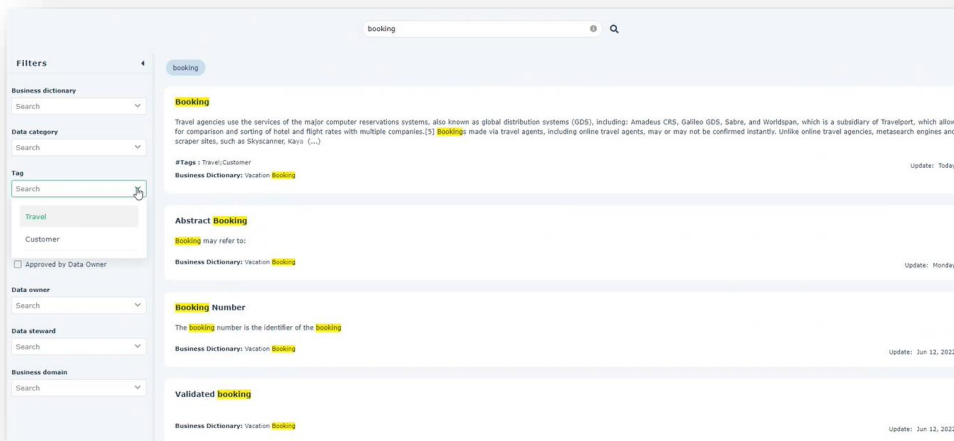 booking
Filters
Business dictionary
Search
Data category
Search
Tag
Search
Travel
Customer
Approved by Data Owner
Data owner
Search
Data steward
Search
Business domain
Search
booking
Booking
Travel agencies use the services of the major computer reservations systems, also known as global distribution systems (GDS), including: Amadeus CRS, Galileo GDS, Sabre, and Worldspan, which is a subsidiary of Travelport, which allow
for comparison and sorting of hotel and flight rates with multiple companies.[5] Bookings made via travel agents, including online travel agents, may or may not be confirmed instantly. Unlike online travel agencies, metasearch engines and
scraper sites, such as Skyscanner, Kaya (...)
#Tags : Travel;Customer
Business Dictionary: Vacation Booking
Update: Today
Abstract Booking
Booking may refer to:
Business Dictionary: Vacation Booking
Update: Monday
Booking Number
The booking number is the identifier of the booking
Business Dictionary: Vacation Booking
Update: Jun 12, 2022
Validated booking
Business Dictionary: Vacation Booking
Update: Jun 12, 2022